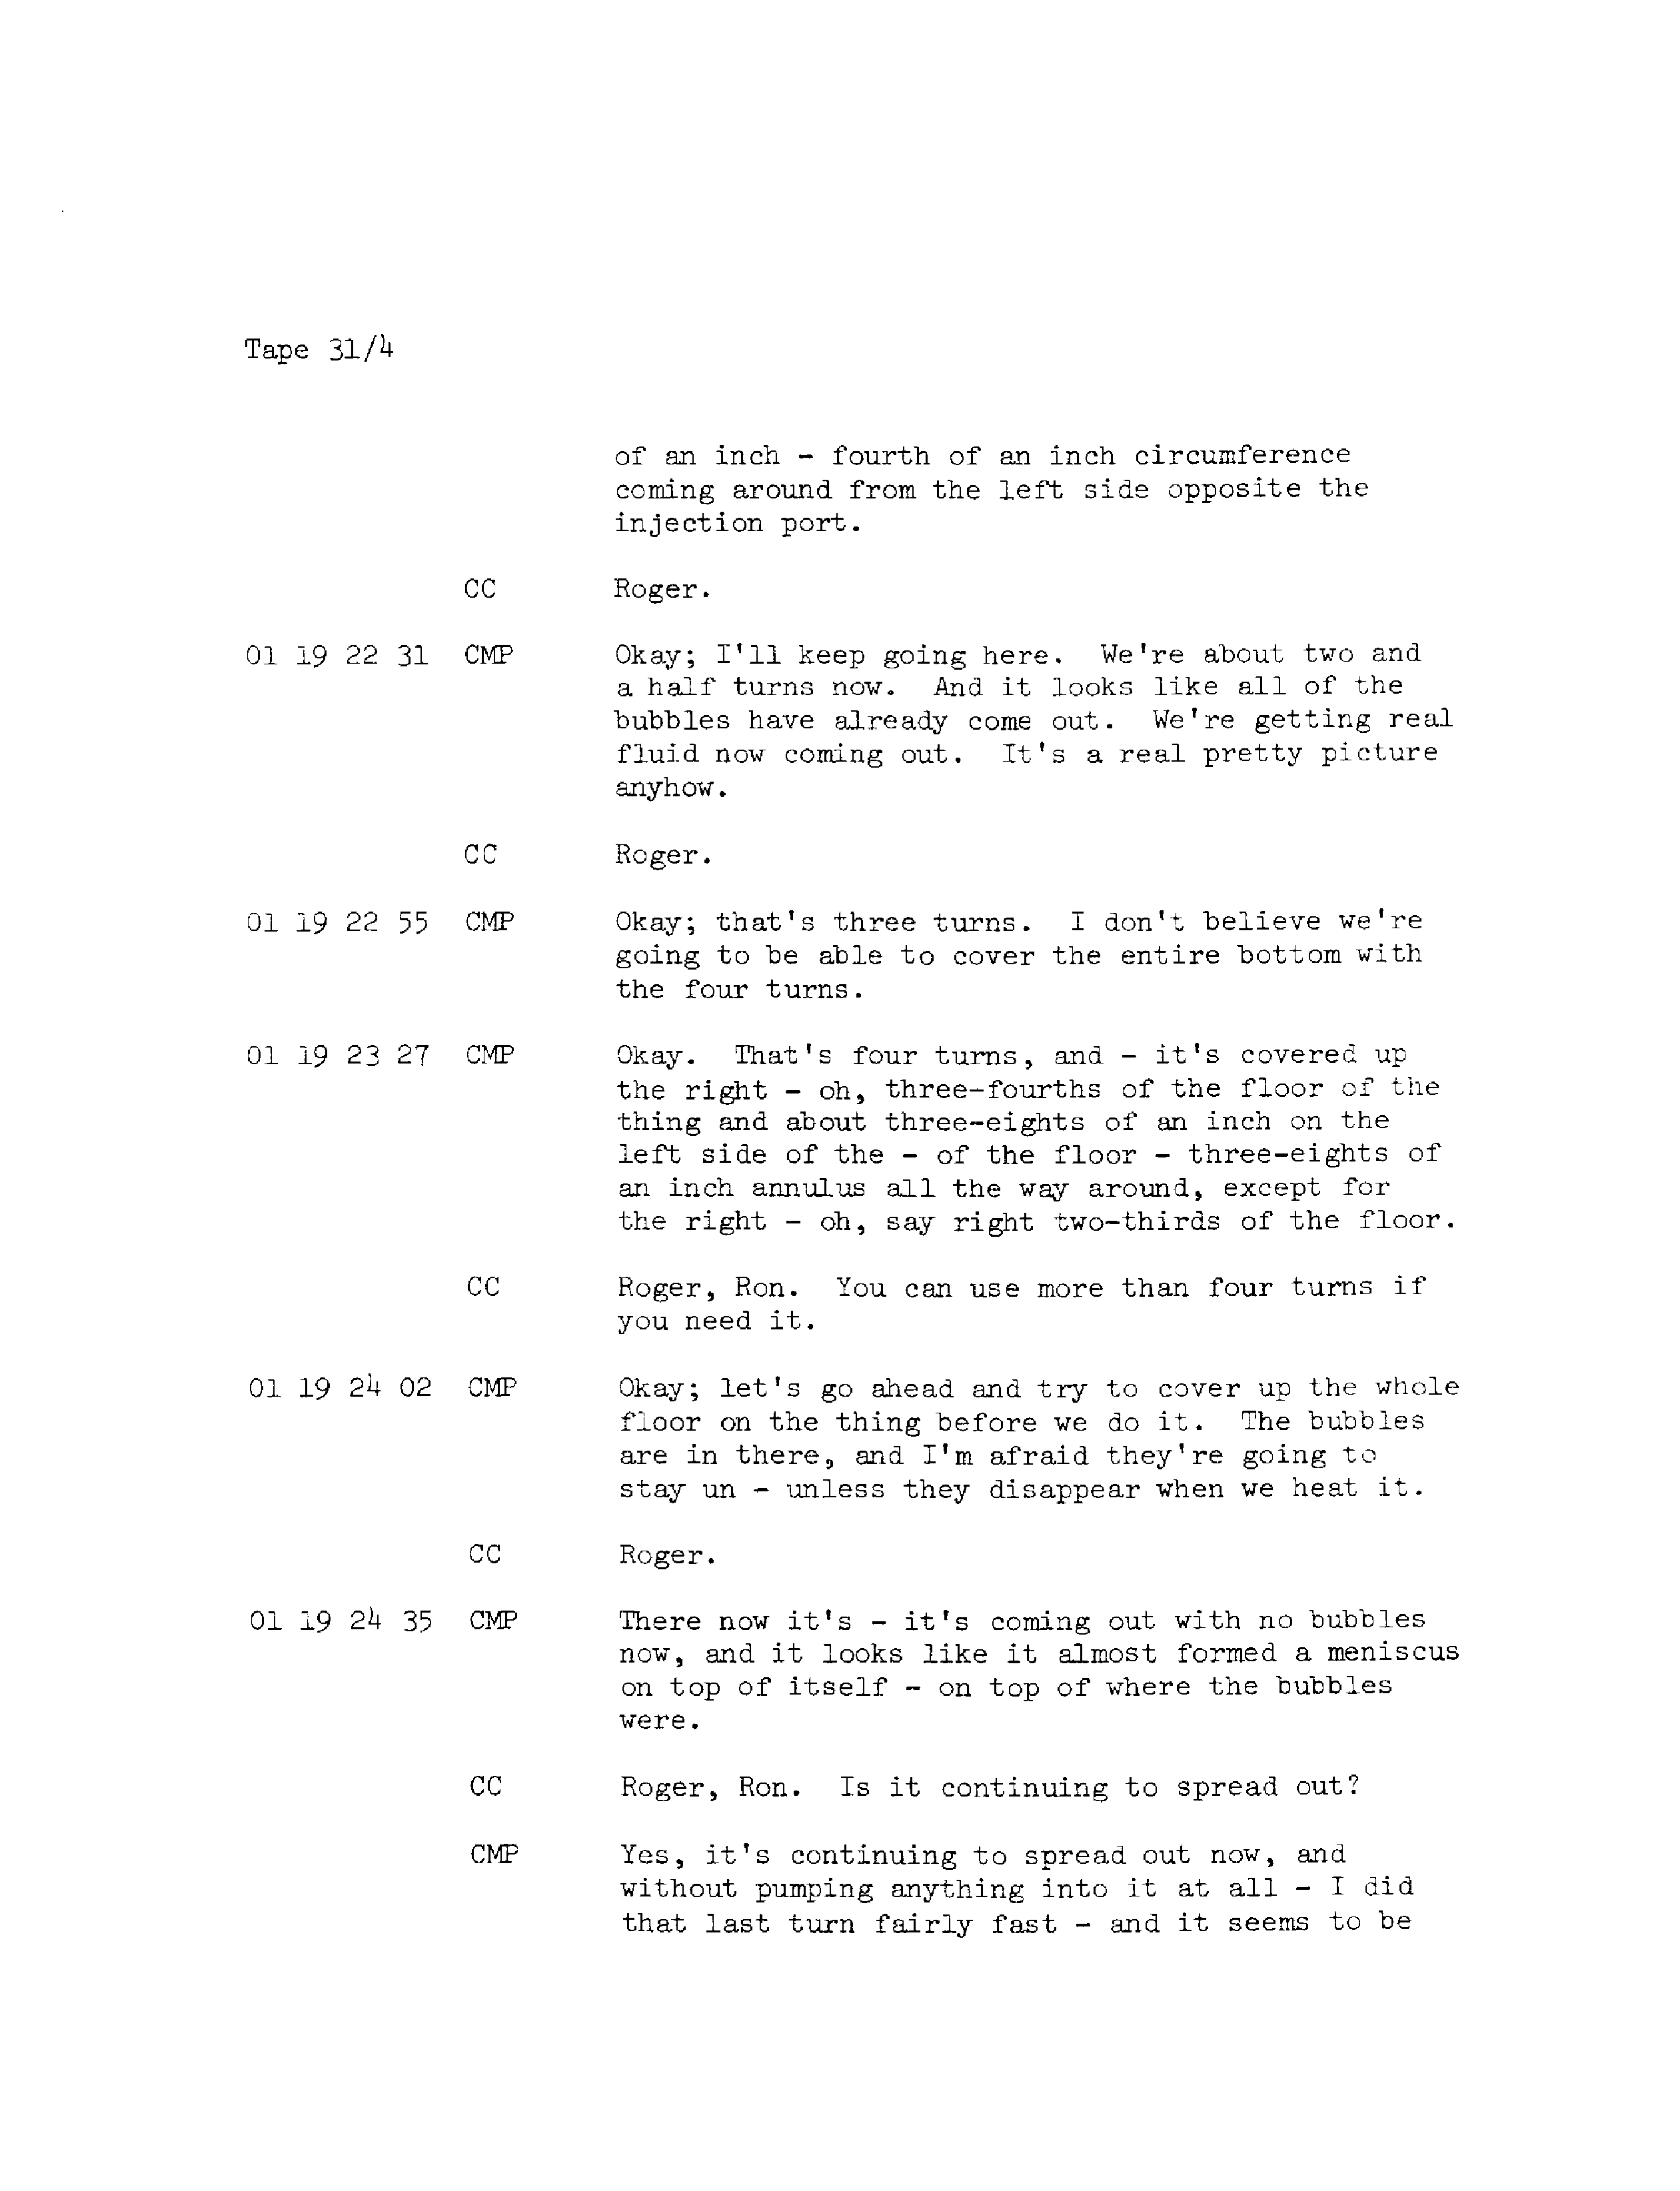 Tape 31/4
of an inch - fourth of an inch circumference
coming around from the left side opposite the
injection port.
CC Roger.
01 19 22 31 CMP Okay; I'll keep going here. We're about two and
a half turns now. And it looks like all of the
bubbles have already come out. We're getting real
fluid now coming out. It's a real pretty picture
anyhow.
CC Roger.
01 19 22 55 CMP Okay; that's three turns. I don't believe we're
going to be able to cover the entire bottom with
the four turns.
01 19 23 27 CMP Okay. That's four turns, and - it's covered up
the right - oh, three-fourths of the floor of the
thing and about three-eights of an inch on the
left side of the - of the floor - three-eights of
an inch annulus all the way around, except for
the right - oh, say right two-thirds of the floor.
CC Roger, Ron. You can use more than four turns if
you need it.
01 19 24 02 CMP Okay; let's go ahead and try to cover up the whole
floor on the thing before we do it. The bubbles
are in there, and I'm afraid they're going to
stay un - unless they disappear when we heat it.
CC Roger.
01 19 24 35 CMP There now it's - it's coming out with no bubbles
now, and it looks like it almost formed a meniscus
on top of itself - on top of where the bubbles
were.
CC Roger, Ron. Is it continuing to spread out?
CMP Yes, it's continuing to spread out now, and
without pumping anything into it at all - I did
that last turn fairly fast - and it seems to be